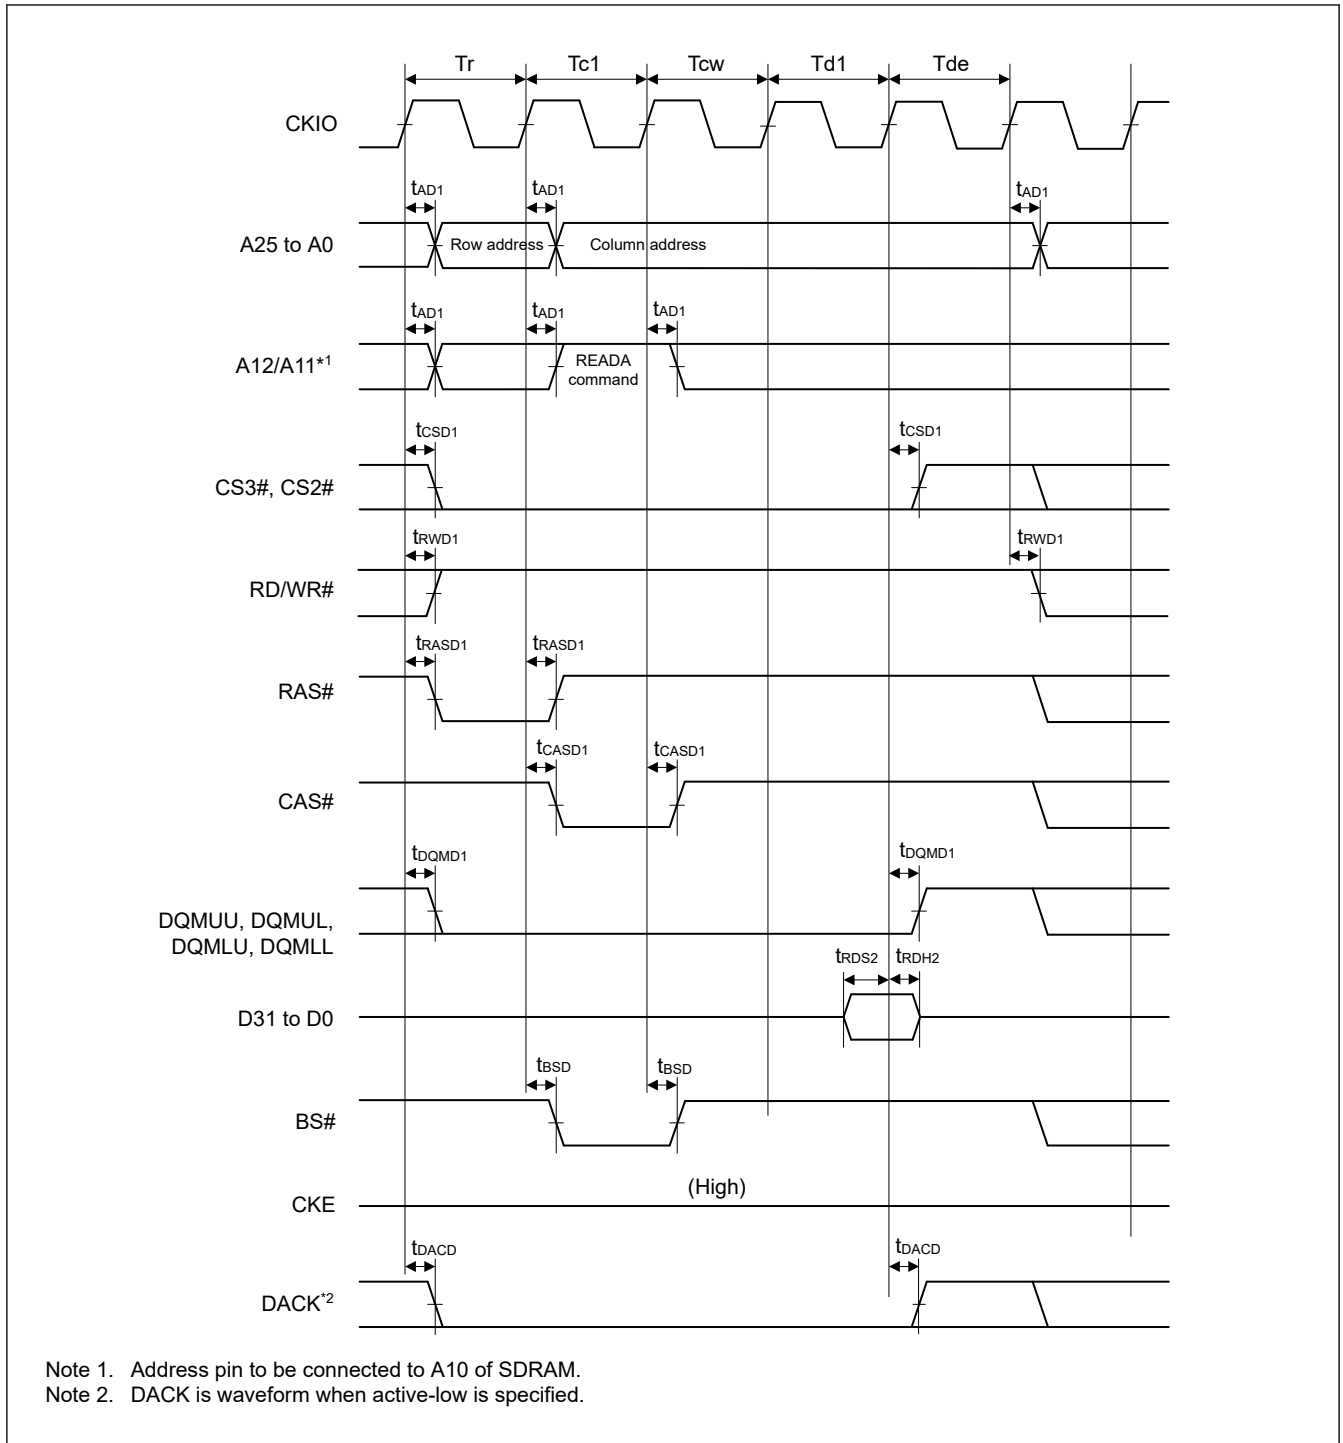 Tr Tc1 Tcw Td1 Tde
CKIO
tAD1 tAD1 tAD1
A25 to A0 Row address Column address
tAD1 tAD1 tAD1
A12/A11*1 READA
command
tCSD1 tCSD1
CS3#, CS2#
tRWD1 tRWD1
RD/WR#
tRASD1 tRASD1
RAS#
tCASD1 tCASD1
CAS#
tDQMD1 tDQMD1
DQMUU, DQMUL,
DQMLU, DQMLL
tRDS2 tRDH2
D31 to D0
tBSD tBSD
BS#
(High)
CKE
tDACD tDACD
DACK*2
Note 1. Address pin to be connected to A10 of SDRAM.
Note 2. DACK is waveform when active-low is specified.